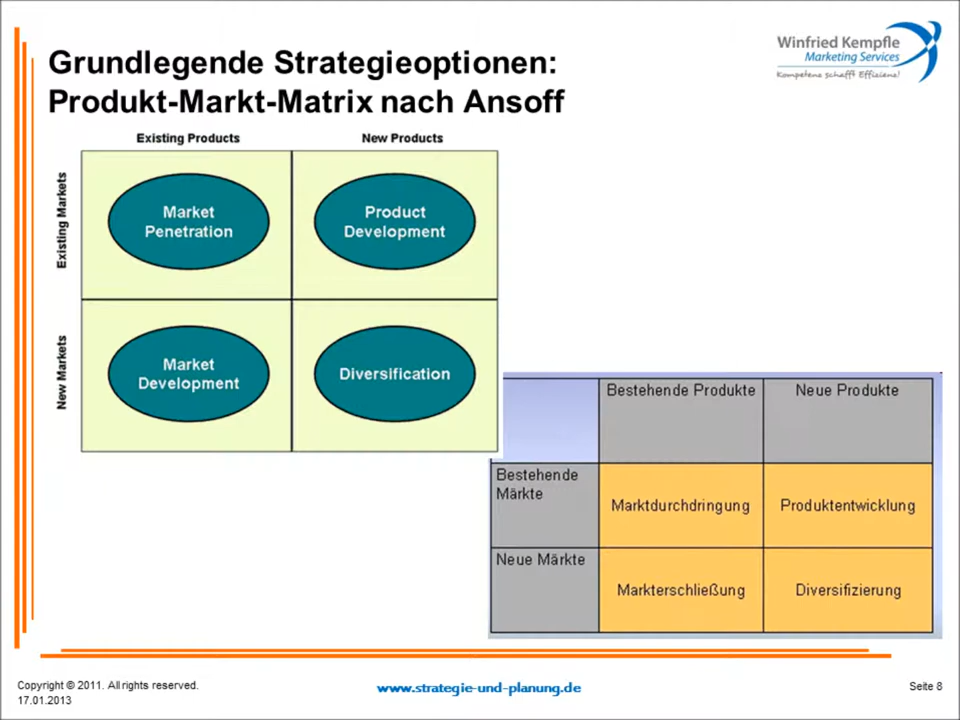 Grundlegende Strategieoptionen:
Produkt-Markt-Matrix nach Ansoff
Winfried Kempfle
Marketing Services
Kompetenz schafft Effizienz!
Existing Products
New Products
Existing Markets
Market
Penetration
Product
Development
New Markets
Market
Development
Diversification
Bestehende Produkte
Neue Produkte
Bestehende
Märkte
Marktdurchdringung
Produktentwicklung
Neue Märkte
Markterschließung
Diversifizierung
Copyright © 2011. All rights reserved.
17.01.2013
www.strategie-und-planung.de
Seite 8